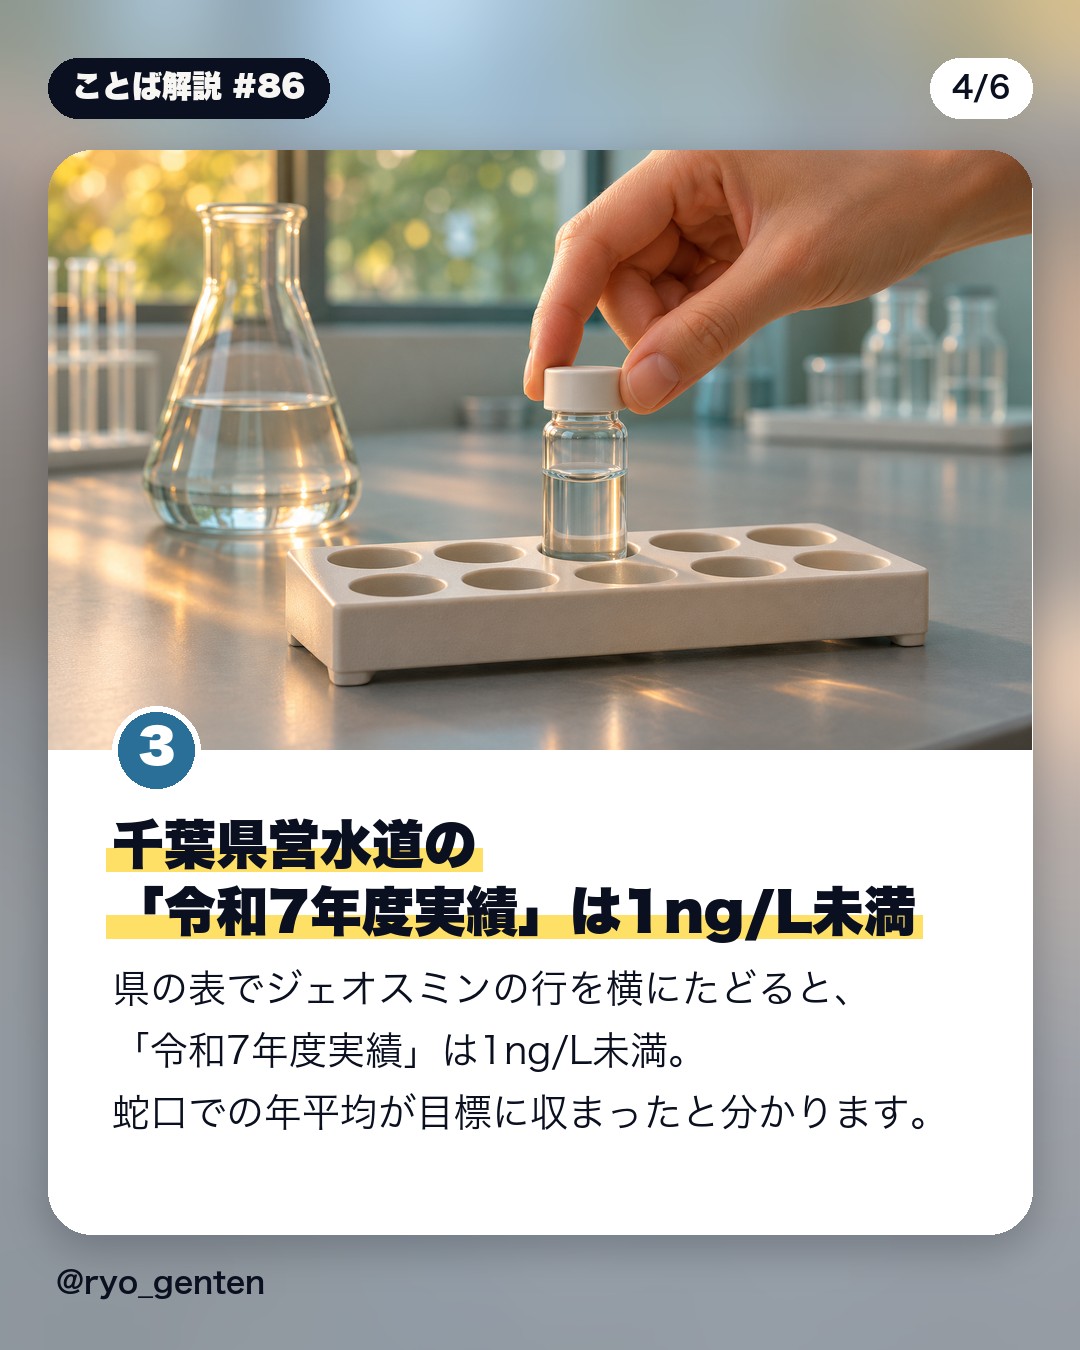 ことば解説 #86
4/6
3
千葉県営水道の
「令和7年度実績」は1ng/L未満
県の表でジェオスミンの行を横にたどると、
「令和7年度実績」は1ng/L未満。
蛇口での年平均が目標に収まったと分かります。
@ryo_genten